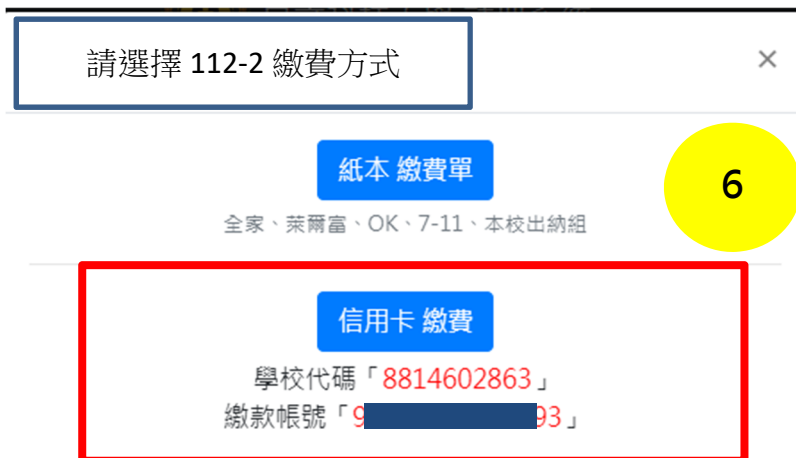 請選擇 112-2 繳費方式
×
紙本 繳費單
6
全家、萊爾富、OK、7-11、本校出納組
信用卡 繳費
學校代碼「8814602863」
繳款帳號「9 93」